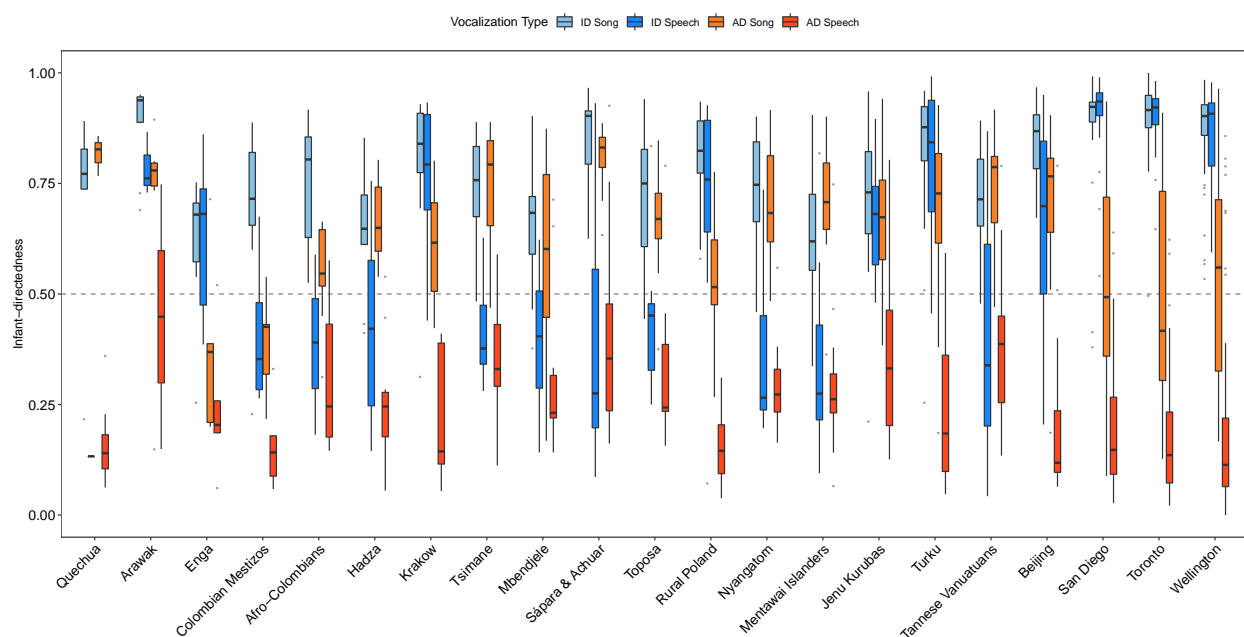 Vocalization Type ID Song ID Speech AD Song AD Speech
Infant−directedness
1.00
0.75
0.50
0.25
0.00
Quechua
Arawak
Enga
Colombian Mestizos
Afro−Colombians
Hadza
Krakow
Tsimane
Mbendjele
Sápara & Achuar
Toposa
Rural Poland
Nyangatom
Mentawai Islanders
Jenu Kurubas
Turku
Tannese Vanuatuans
Beijing
San Diego
Toronto
Wellington